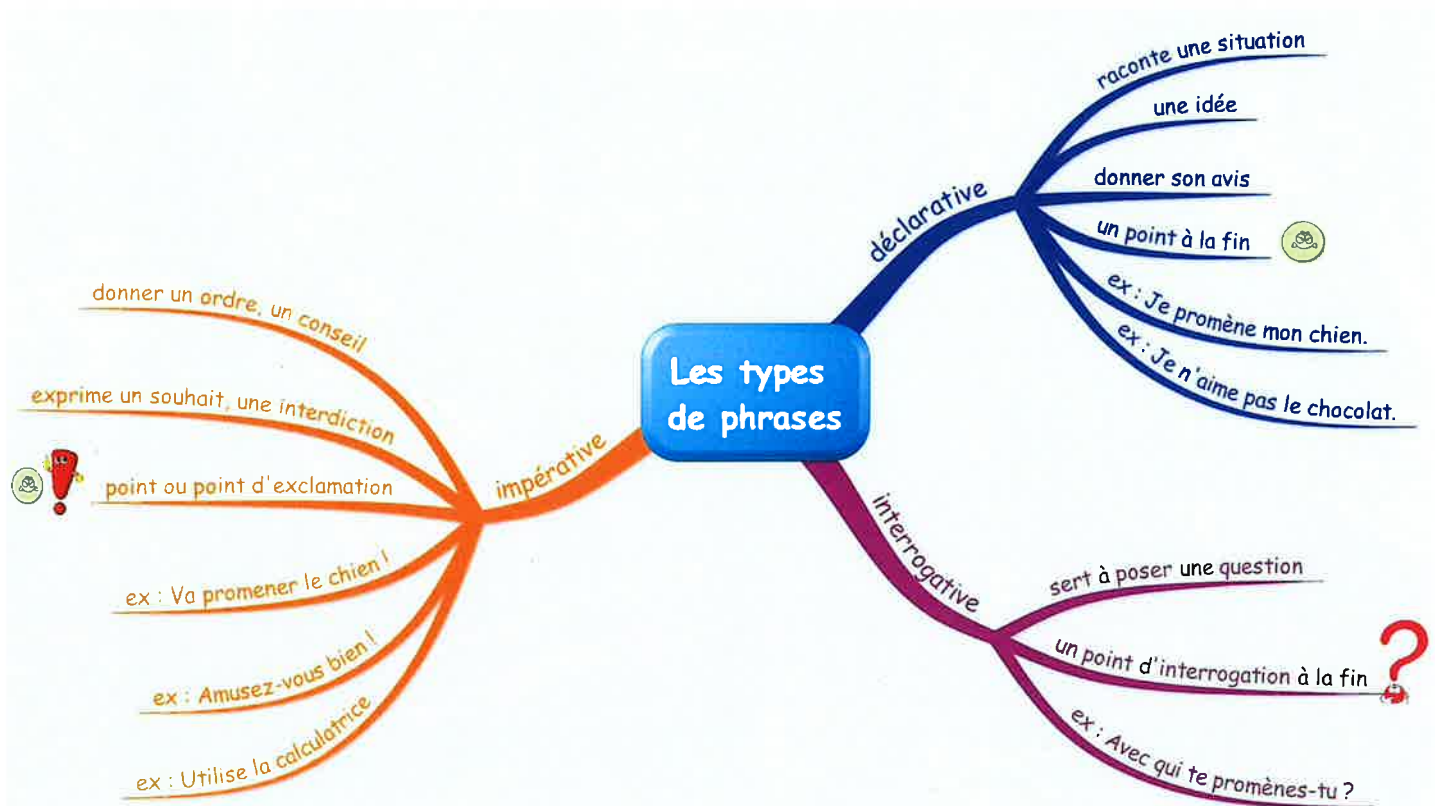 Les types
de phrases
déclarative
raconte une situation
une idée
donner son avis
un point à la fin
ex : Je promène mon chien.
ex : Je n'aime pas le chocolat.
interrogative
sert à poser une question
un point d'interrogation à la fin
ex : Avec qui te promènes-tu ?
impérative
donner un ordre, un conseil
exprime un souhait, une interdiction
point ou point d'exclamation
ex : Va promener le chien !
ex : Amusez-vous bien !
ex : Utilise la calculatrice